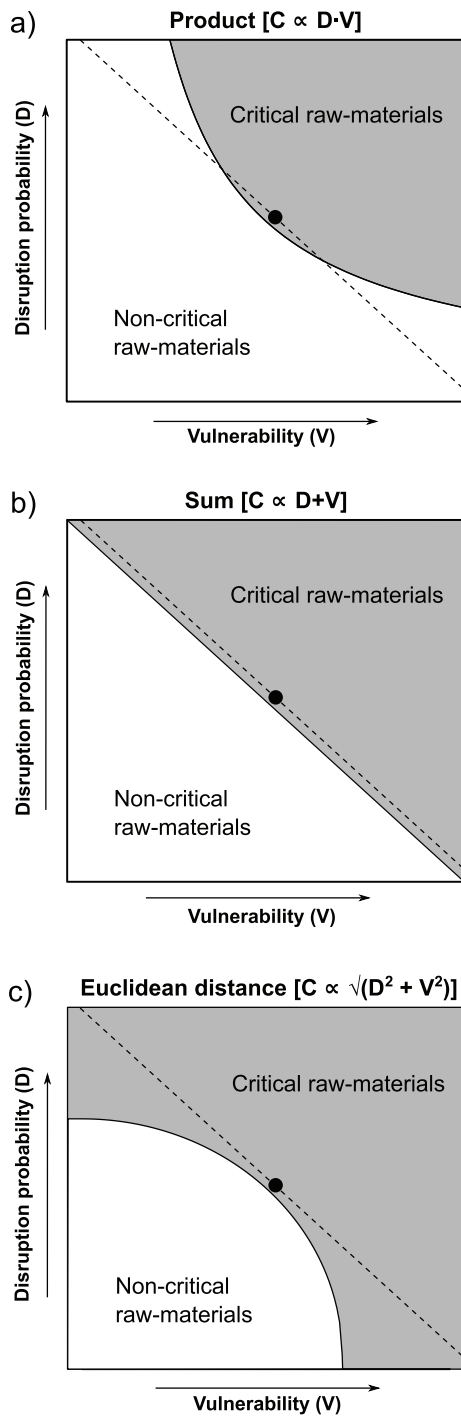 a)
Product [C ∝ D·V]
Disruption probability (D)
Critical raw-materials
Non-critical
raw-materials
Vulnerability (V)
b)
Sum [C ∝ D+V]
Disruption probability (D)
Critical raw-materials
Non-critical
raw-materials
Vulnerability (V)
c)
Euclidean distance [C ∝ √(D² + V²)]
Disruption probability (D)
Critical raw-materials
Non-critical
raw-materials
Vulnerability (V)